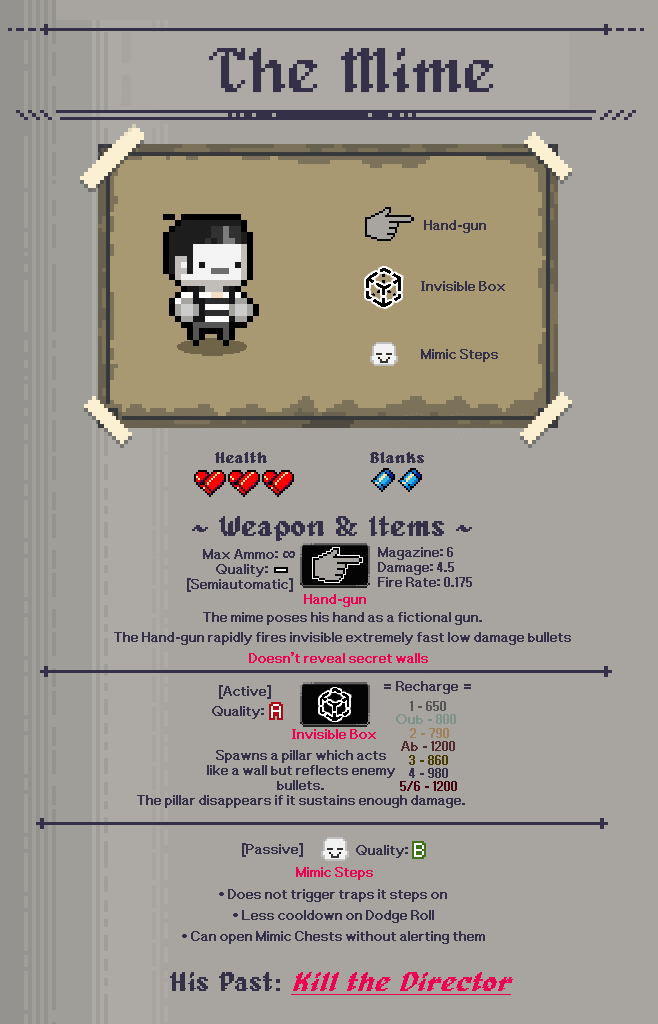 The Mime
Hand-gun
Invisible Box
Mimic Steps
Health
Blanks
~ Weapon & Items ~
Max Ammo: ∞
Quality:
[Semiautomatic]
Magazine: 6
Damage: 4.5
Fire Rate: 0.175
Hand-gun
The mime poses his hand as a fictional gun.
The Hand-gun rapidly fires invisible extremely fast low damage bullets
Doesn't reveal secret walls
[Active]
Quality: A
Invisible Box
= Recharge =
1 - 650
Oub - 800
2 - 790
Ab - 1200
3 - 860
4 - 980
5/6 - 1200
Spawns a pillar which acts
like a wall but reflects enemy
bullets.
The pillar disappears if it sustains enough damage.
[Passive]
Quality: B
Mimic Steps
• Does not trigger traps it steps on
• Less cooldown on Dodge Roll
• Can open Mimic Chests without alerting them
His Past: Kill the Director